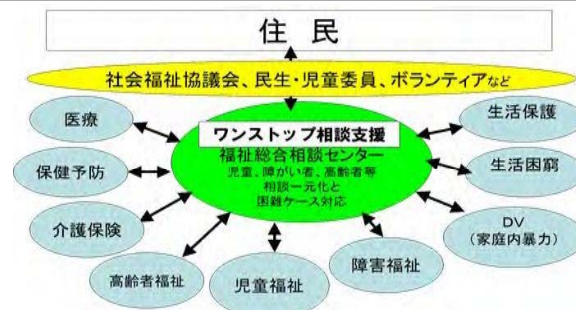 住 民
社会福祉協議会、民生・児童委員、ボランティアなど
ワンストップ相談支援
福祉総合相談センター
児童、障がい者、高齢者等
相談一元化と
困難ケース対応
医療
保健予防
介護保険
高齢者福祉
児童福祉
障害福祉
DV
(家庭内暴力)
生活困窮
生活保護